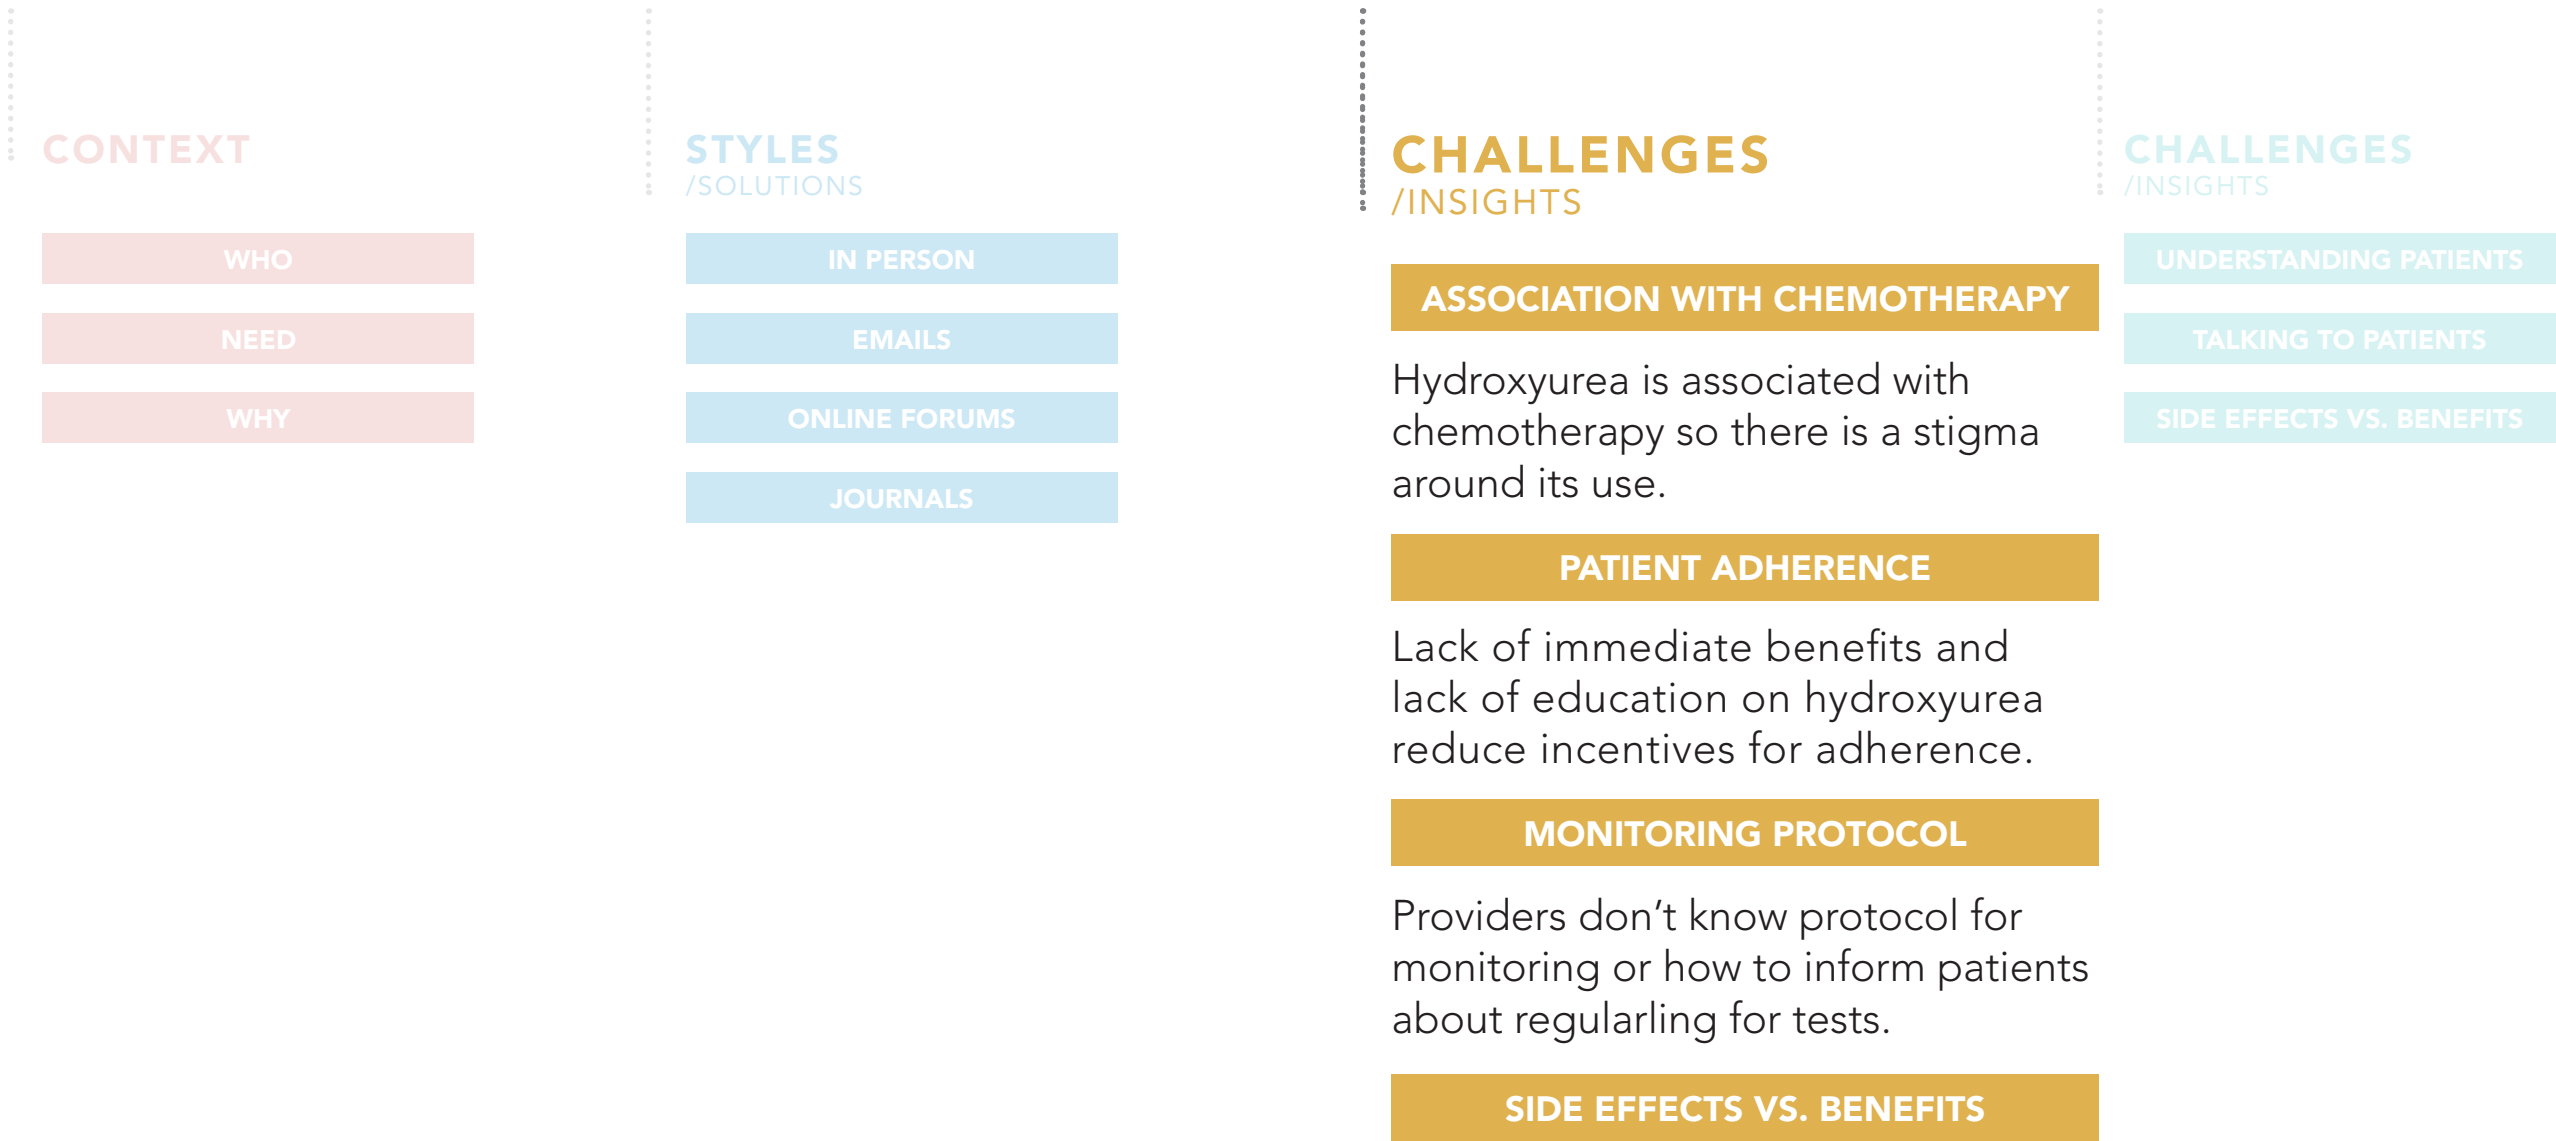 CONTEXT
WHO
NEED
WHY
STYLES
/SOLUTIONS
IN PERSON
EMAILS
ONLINE FORUMS
JOURNALS
CHALLENGES
/INSIGHTS
ASSOCIATION WITH CHEMOTHERAPY
Hydroxyurea is associated with
chemotherapy so there is a stigma
around its use.
PATIENT ADHERENCE
Lack of immediate benefits and
lack of education on hydroxyurea
reduce incentives for adherence.
MONITORING PROTOCOL
Providers don’t know protocol for
monitoring or how to inform patients
about regularling for tests.
SIDE EFFECTS VS. BENEFITS
CHALLENGES
/INSIGHTS
UNDERSTANDING PATIENTS
TALKING TO PATIENTS
SIDE EFFECTS VS. BENEFITS